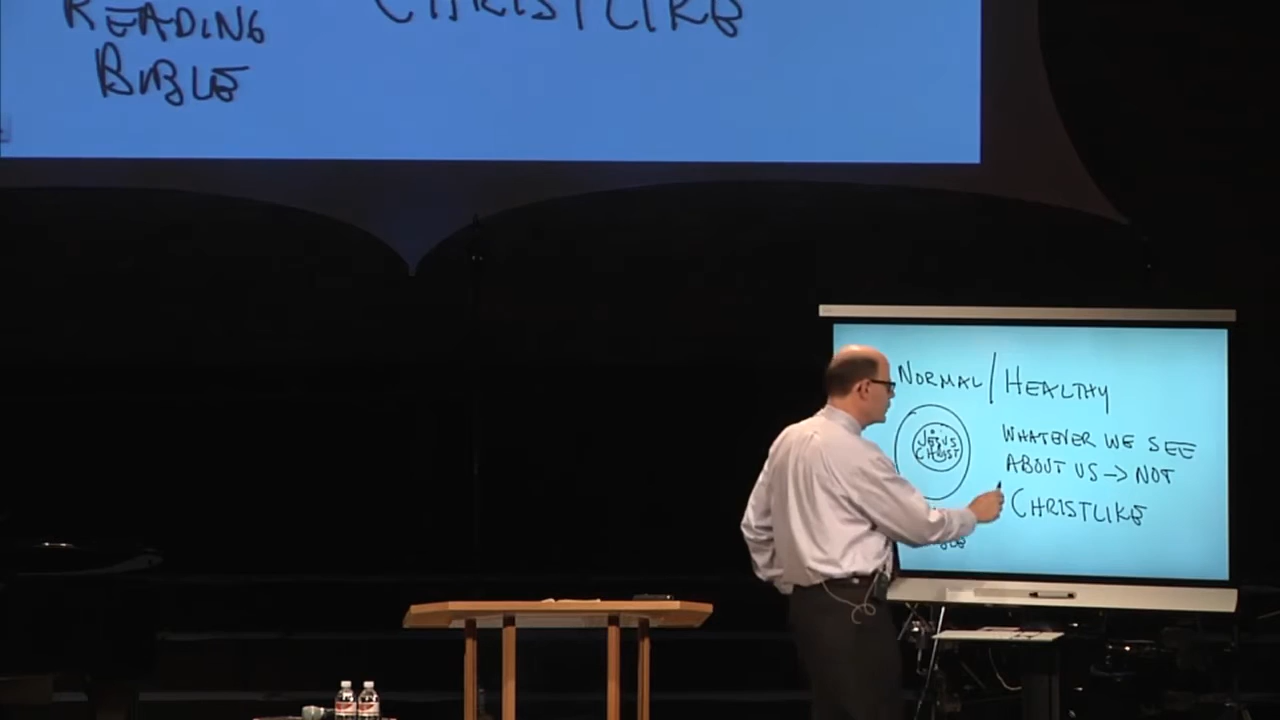 READING
BIBLE
CHRISTLIKE
NORMAL/HEALTHY
JESUS
CHRIST
WHATEVER WE SEE
ABOUT US → NOT
CHRISTLIKE